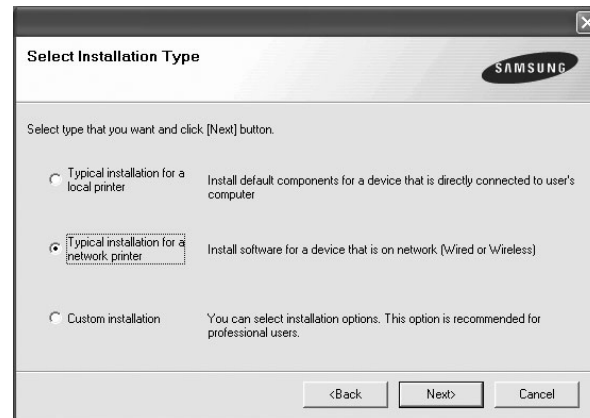 Select Installation Type
SAMSUNG
Select type that you want and click [Next] button.
Typical installation for a
local printer
Install default components for a device that is directly connected to user's
computer
Typical installation for a
network printer
Install software for a device that is on network (Wired or Wireless)
Custom installation
You can select installation options. This option is recommended for
professional users.
<Back
Next>
Cancel